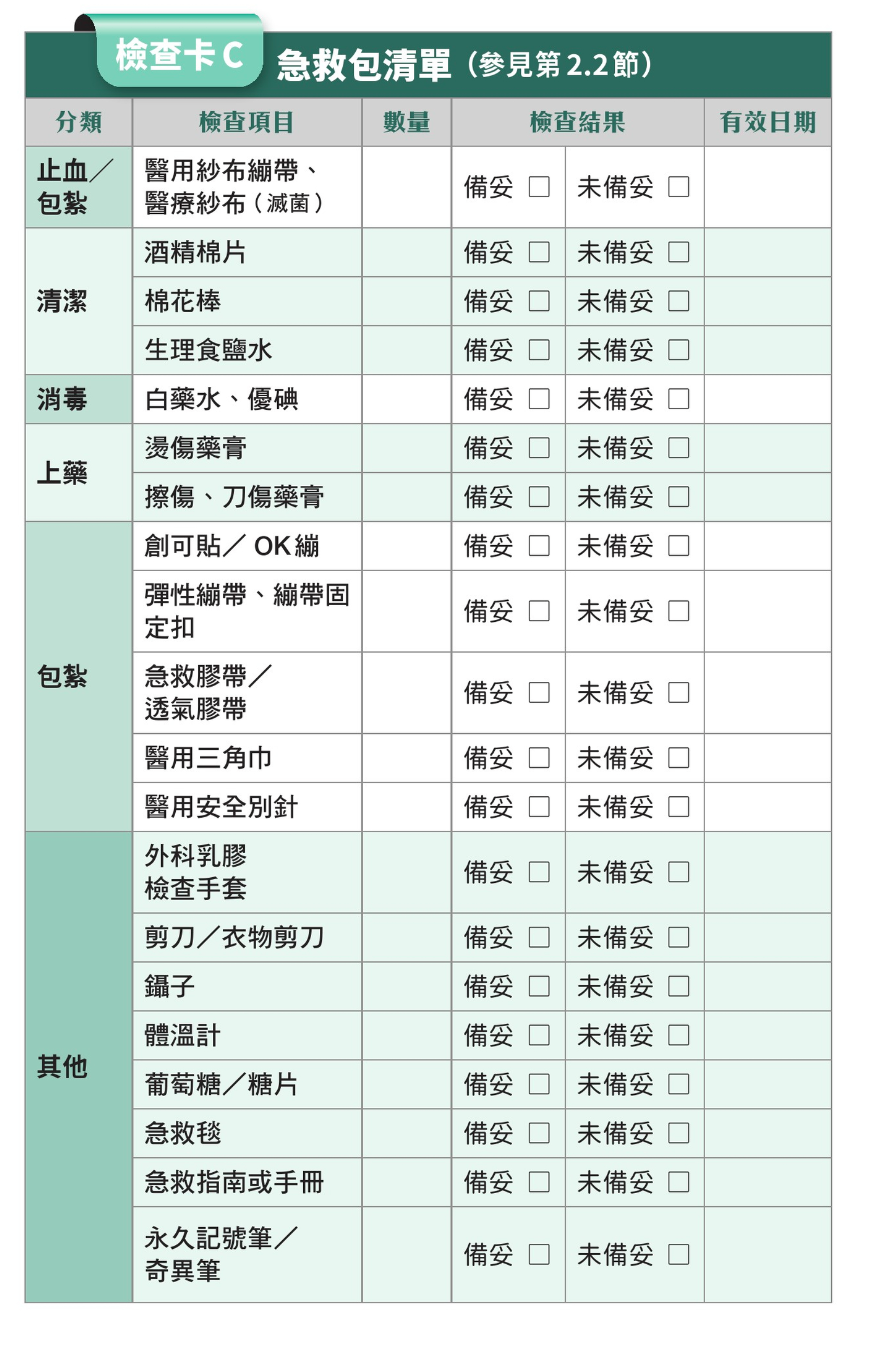 檢查卡 C 急救包清單（參見第 2.2 節）
分類 檢查項目 數量 檢查結果 有效日期
止血／
包紮
醫用紗布繃帶、
醫療紗布（滅菌）
備妥 □ 未備妥 □
清潔
酒精棉片 備妥 □ 未備妥 □
棉花棒 備妥 □ 未備妥 □
生理食鹽水 備妥 □ 未備妥 □
消毒 白藥水、優碘 備妥 □ 未備妥 □
上藥
燙傷藥膏 備妥 □ 未備妥 □
擦傷、刀傷藥膏 備妥 □ 未備妥 □
包紮
創可貼／ OK 繃 備妥 □ 未備妥 □
彈性繃帶、繃帶固
定扣
備妥 □ 未備妥 □
急救膠帶／
透氣膠帶
備妥 □ 未備妥 □
醫用三角巾 備妥 □ 未備妥 □
醫用安全別針 備妥 □ 未備妥 □
其他
外科乳膠
檢查手套
備妥 □ 未備妥 □
剪刀／衣物剪刀 備妥 □ 未備妥 □
鑷子 備妥 □ 未備妥 □
體溫計 備妥 □ 未備妥 □
葡萄糖／糖片 備妥 □ 未備妥 □
急救毯 備妥 □ 未備妥 □
急救指南或手冊 備妥 □ 未備妥 □
永久記號筆／
奇異筆
備妥 □ 未備妥 □